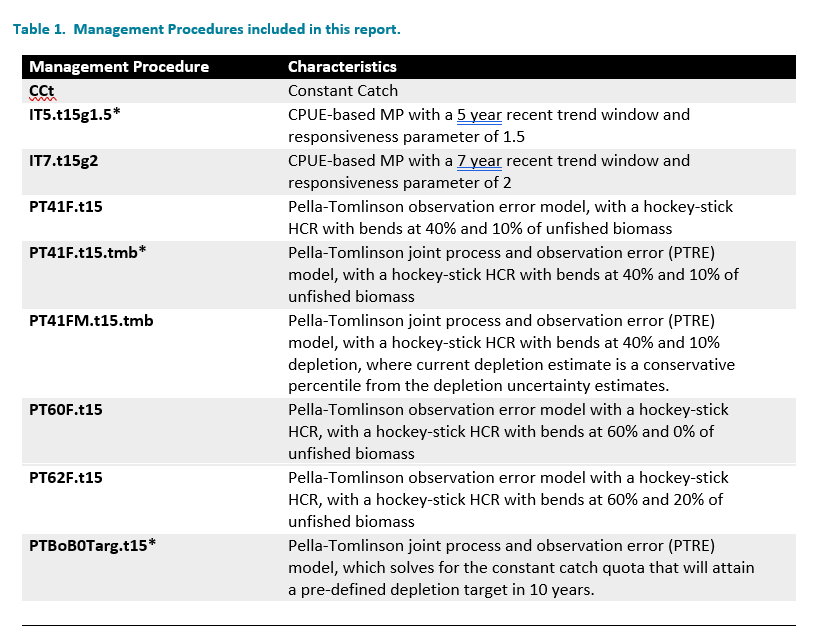 Table 1.  Management Procedures included in this report.
Management Procedure
Characteristics
CCt
Constant Catch
IT5.t15g1.5*
CPUE-based MP with a 5 year recent trend window and
responsiveness parameter of 1.5
IT7.t15g2
CPUE-based MP with a 7 year recent trend window and
responsiveness parameter of 2
PT41F.t15
Pella-Tomlinson observation error model, with a hockey-stick
HCR with bends at 40% and 10% of unfished biomass
PT41F.t15.tmb*
Pella-Tomlinson joint process and observation error (PTRE)
model, with a hockey-stick HCR with bends at 40% and 10% of
unfished biomass
PT41FM.t15.tmb
Pella-Tomlinson joint process and observation error (PTRE)
model, with a hockey-stick HCR with bends at 40% and 10%
depletion, where current depletion estimate is a conservative
percentile from the depletion uncertainty estimates.
PT60F.t15
Pella-Tomlinson observation error model with a hockey-stick
HCR, with a hockey-stick HCR with bends at 60% and 0% of
unfished biomass
PT62F.t15
Pella-Tomlinson observation error model with a hockey-stick
HCR, with a hockey-stick HCR with bends at 60% and 20% of
unfished biomass
PTBoB0Targ.t15*
Pella-Tomlinson joint process and observation error (PTRE)
model, which solves for the constant catch quota that will attain
a pre-defined depletion target in 10 years.